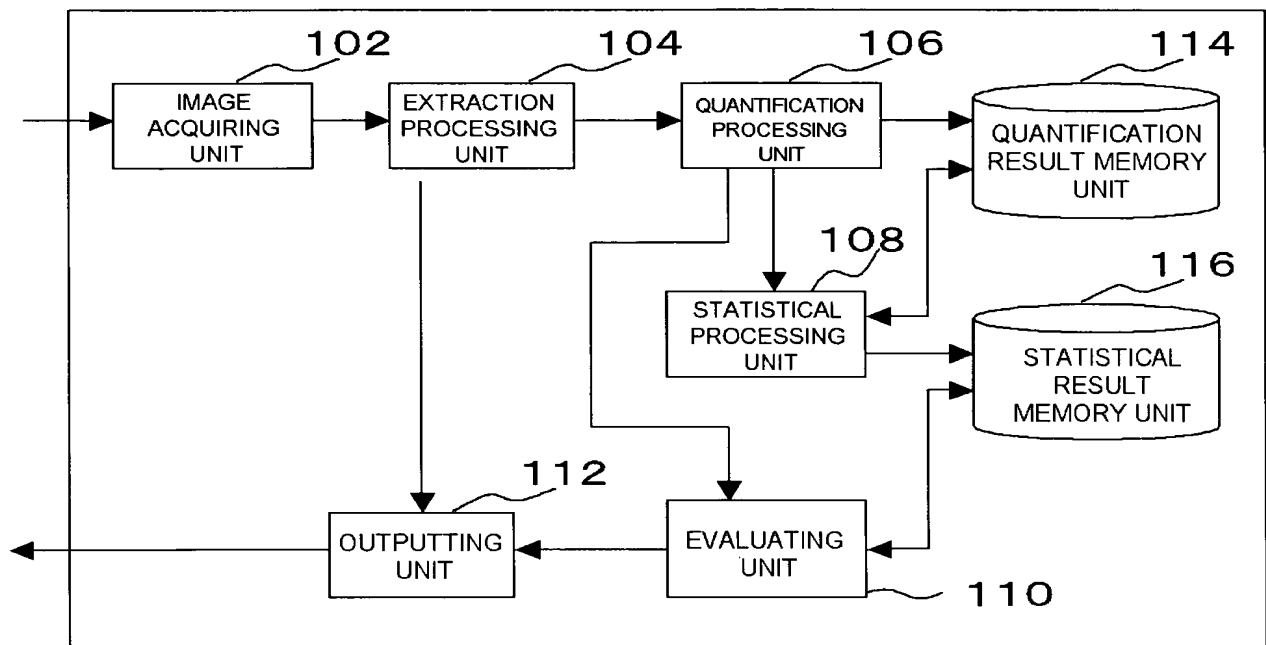 102
104
106
114
IMAGE
ACQUIRING
UNIT
EXTRACTION
PROCESSING
UNIT
QUANTIFICATION
PROCESSING
UNIT
QUANTIFICATION
RESULT MEMORY
UNIT
108
116
STATISTICAL
PROCESSING
UNIT
STATISTICAL
RESULT
MEMORY UNIT
112
OUTPUTTING
UNIT
EVALUATING
UNIT
110